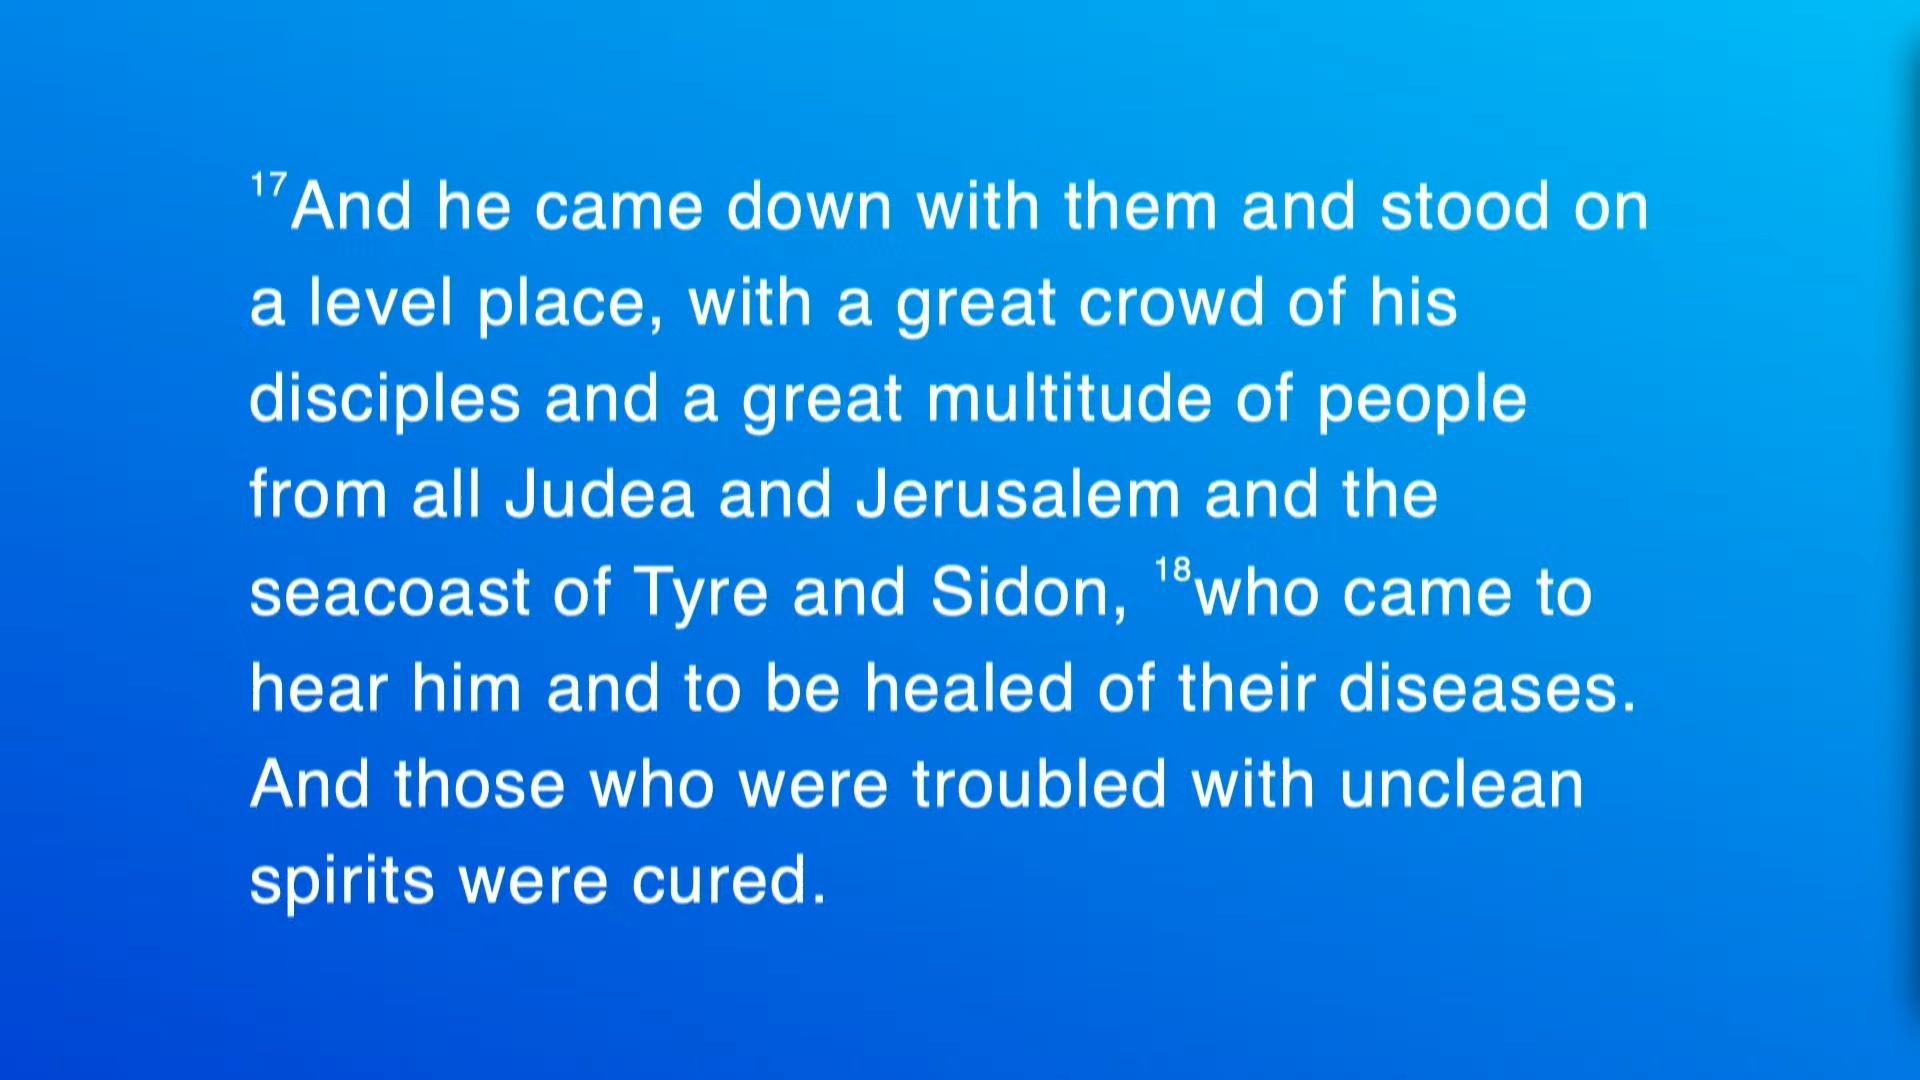 17And he came down with them and stood on
a level place, with a great crowd of his
disciples and a great multitude of people
from all Judea and Jerusalem and the
seacoast of Tyre and Sidon, 18who came to
hear him and to be healed of their diseases.
And those who were troubled with unclean
spirits were cured.